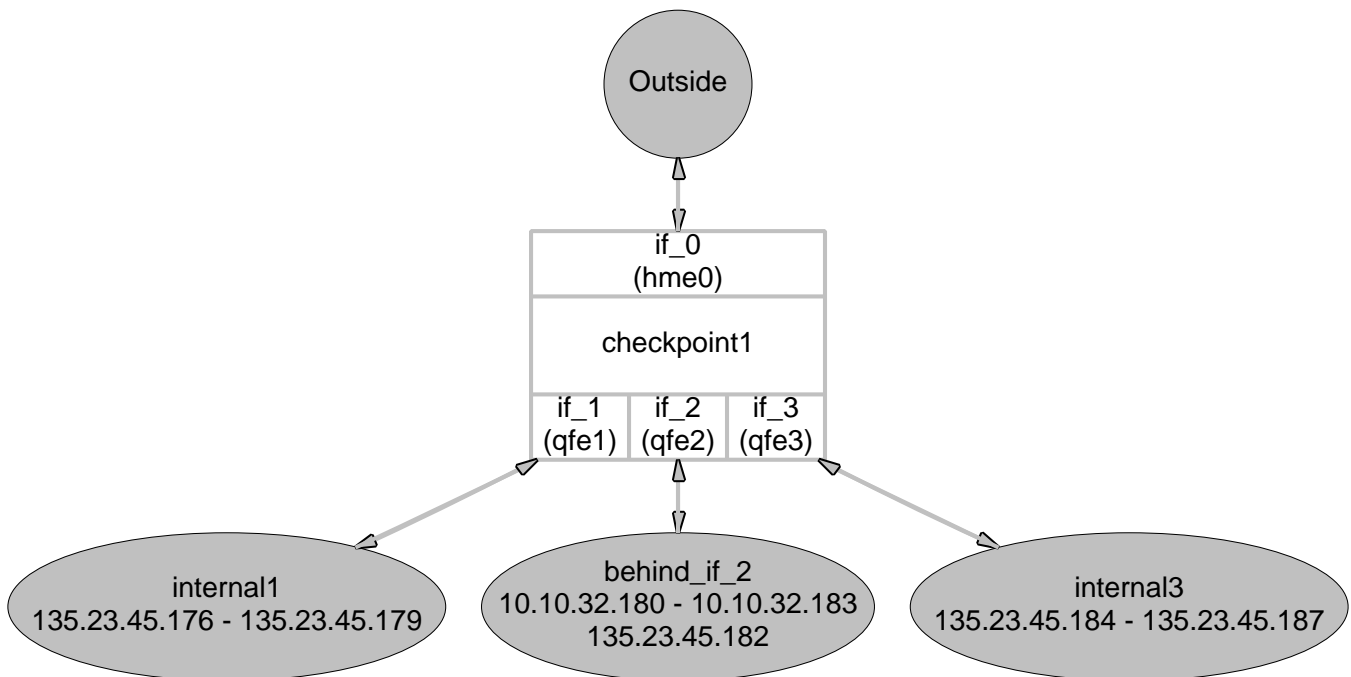 Outside
if_0
(hme0)
checkpoint1
if_1
(qfe1)
if_2
(qfe2)
if_3
(qfe3)
internal1
135.23.45.176 - 135.23.45.179
behind_if_2
10.10.32.180 - 10.10.32.183
135.23.45.182
internal3
135.23.45.184 - 135.23.45.187